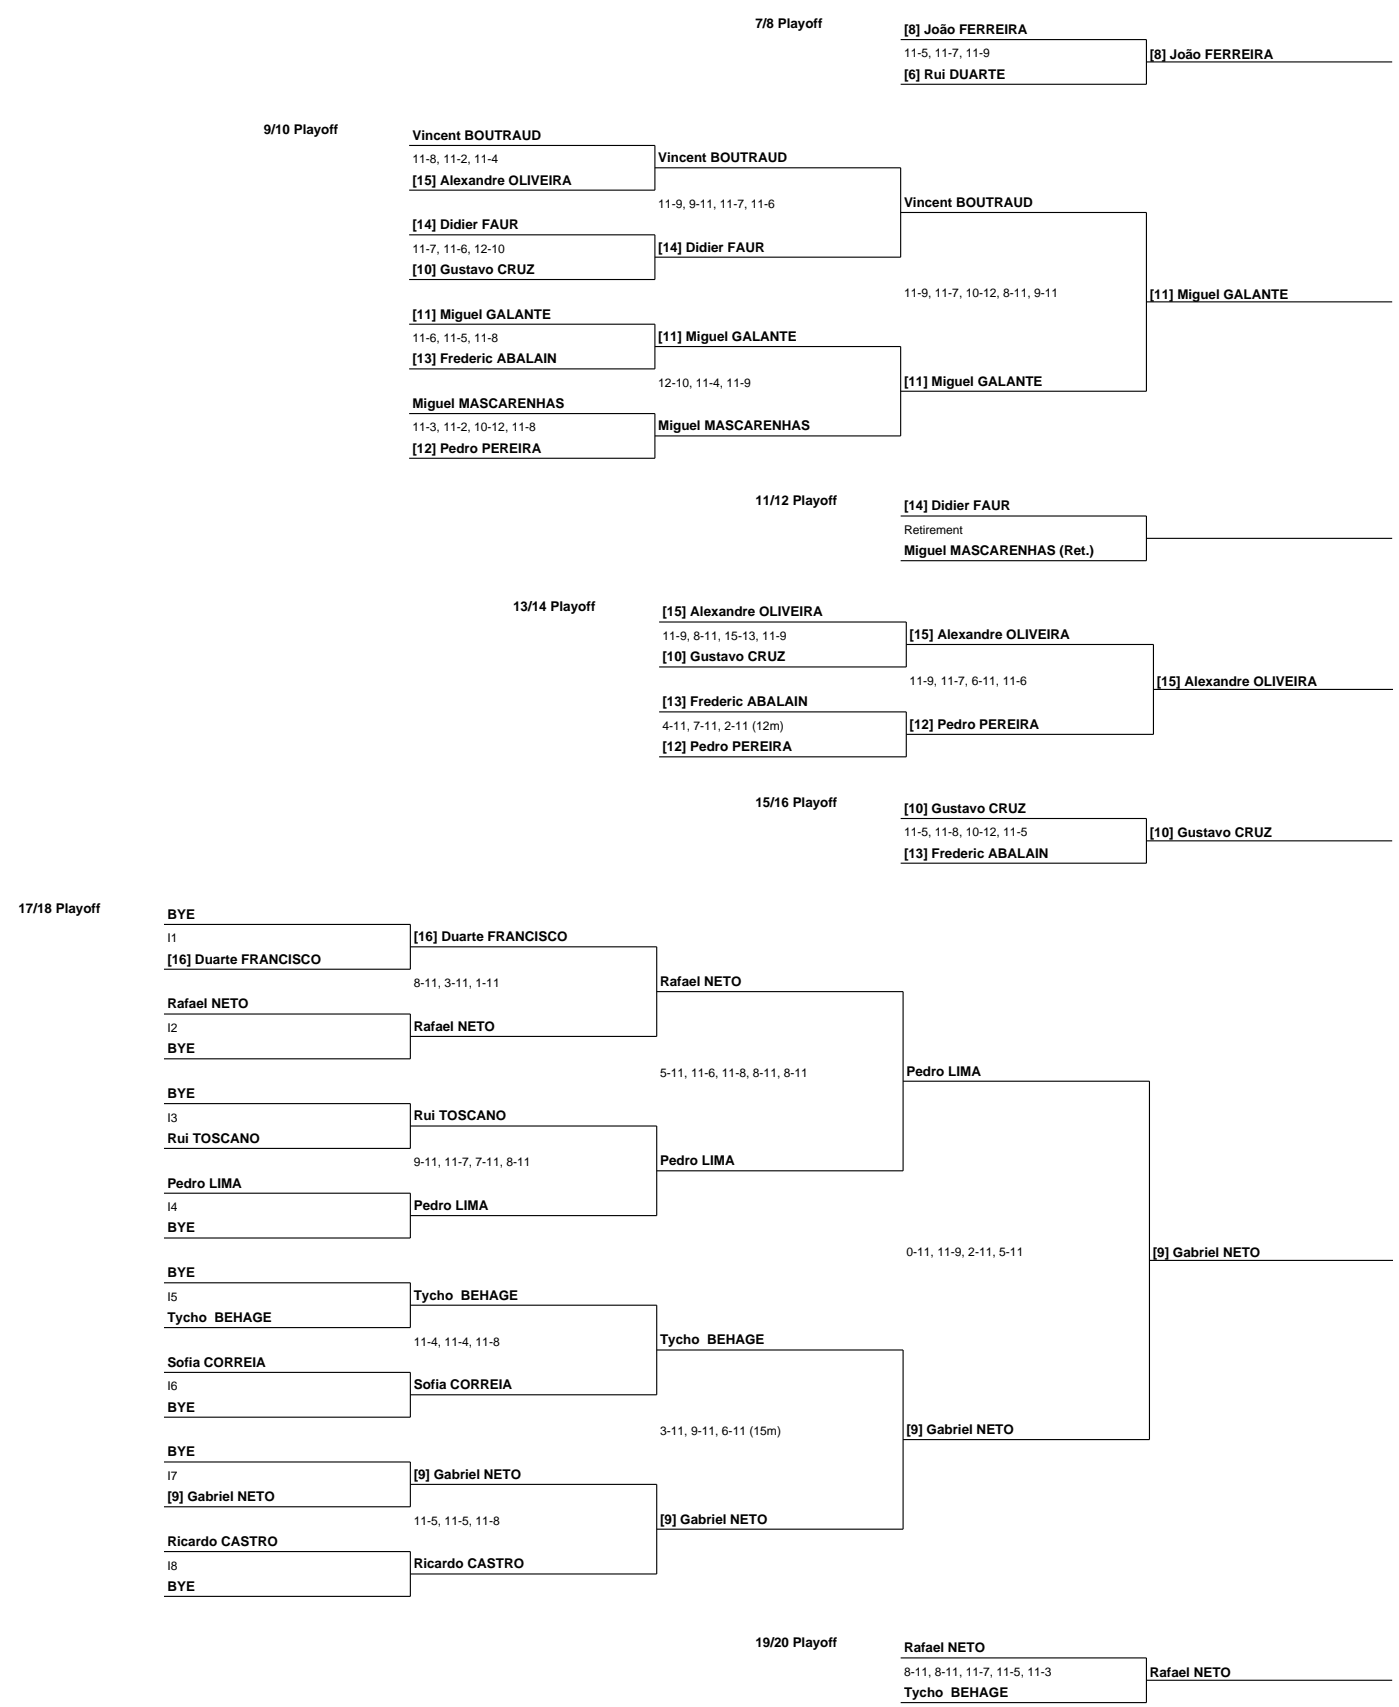 7/8 Playoff
[8] João FERREIRA
11-5, 11-7, 11-9
[8] João FERREIRA
[6] Rui DUARTE
9/10 Playoff
Vincent BOUTRAUD
11-8, 11-2, 11-4
Vincent BOUTRAUD
[15] Alexandre OLIVEIRA
11-9, 9-11, 11-7, 11-6
Vincent BOUTRAUD
[14] Didier FAUR
11-7, 11-6, 12-10
[14] Didier FAUR
[10] Gustavo CRUZ
11-9, 11-7, 10-12, 8-11, 9-11
[11] Miguel GALANTE
[11] Miguel GALANTE
11-6, 11-5, 11-8
[11] Miguel GALANTE
[13] Frederic ABALAIN
12-10, 11-4, 11-9
[11] Miguel GALANTE
Miguel MASCARENHAS
11-3, 11-2, 10-12, 11-8
Miguel MASCARENHAS
[12] Pedro PEREIRA
11/12 Playoff
[14] Didier FAUR
Retirement
Miguel MASCARENHAS (Ret.)
13/14 Playoff
[15] Alexandre OLIVEIRA
11-9, 8-11, 15-13, 11-9
[15] Alexandre OLIVEIRA
[10] Gustavo CRUZ
11-9, 11-7, 6-11, 11-6
[15] Alexandre OLIVEIRA
[13] Frederic ABALAIN
4-11, 7-11, 2-11 (12m)
[12] Pedro PEREIRA
[12] Pedro PEREIRA
15/16 Playoff
[10] Gustavo CRUZ
11-5, 11-8, 10-12, 11-5
[10] Gustavo CRUZ
[13] Frederic ABALAIN
17/18 Playoff
BYE
I1
[16] Duarte FRANCISCO
[16] Duarte FRANCISCO
8-11, 3-11, 1-11
Rafael NETO
Rafael NETO
I2
Rafael NETO
BYE
5-11, 11-6, 11-8, 8-11, 8-11
Pedro LIMA
BYE
I3
Rui TOSCANO
Rui TOSCANO
9-11, 11-7, 7-11, 8-11
Pedro LIMA
Pedro LIMA
I4
Pedro LIMA
BYE
0-11, 11-9, 2-11, 5-11
[9] Gabriel NETO
BYE
I5
Tycho  BEHAGE
Tycho  BEHAGE
11-4, 11-4, 11-8
Tycho  BEHAGE
Sofia CORREIA
I6
Sofia CORREIA
BYE
3-11, 9-11, 6-11 (15m)
[9] Gabriel NETO
BYE
I7
[9] Gabriel NETO
[9] Gabriel NETO
11-5, 11-5, 11-8
[9] Gabriel NETO
Ricardo CASTRO
I8
Ricardo CASTRO
BYE
19/20 Playoff
Rafael NETO
8-11, 8-11, 11-7, 11-5, 11-3
Rafael NETO
Tycho  BEHAGE